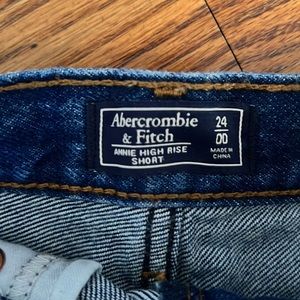 Abercrombie
& Fitch
ANNIE HIGH RISE
SHORT
24
00
MADE IN
CHINA